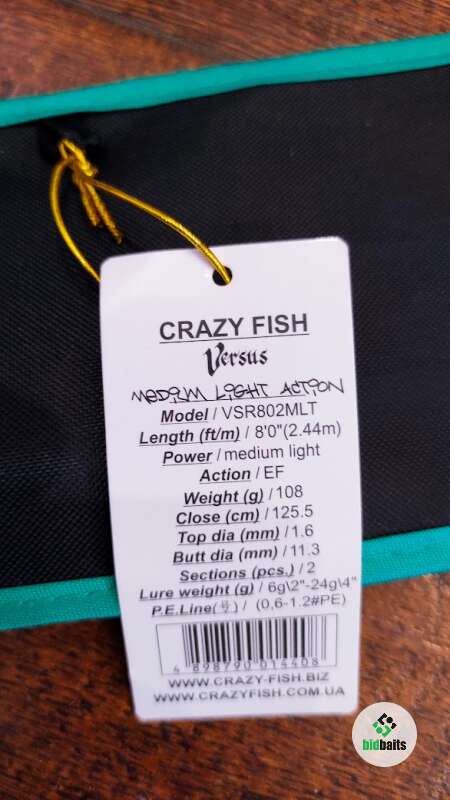 CRAZY FISH
Versus
MEDIUM LIGHT ACTION
Model / VSR802MLT
Length (ft/m) / 8'0"(2.44m)
Power / medium light
Action / EF
Weight (g) / 108
Close (cm) / 125.5
Top dia (mm) / 1.6
Butt dia (mm) / 11.3
Sections (pcs.) / 2
Lure weight (g) / 6g\2"-24g\4"
P.E.Line( ) / (0,6-1.2#PE)
4 898790 014408
WWW.CRAZY-FISH.BIZ
WWW.CRAZYFISH.COM.UA
bidbaits